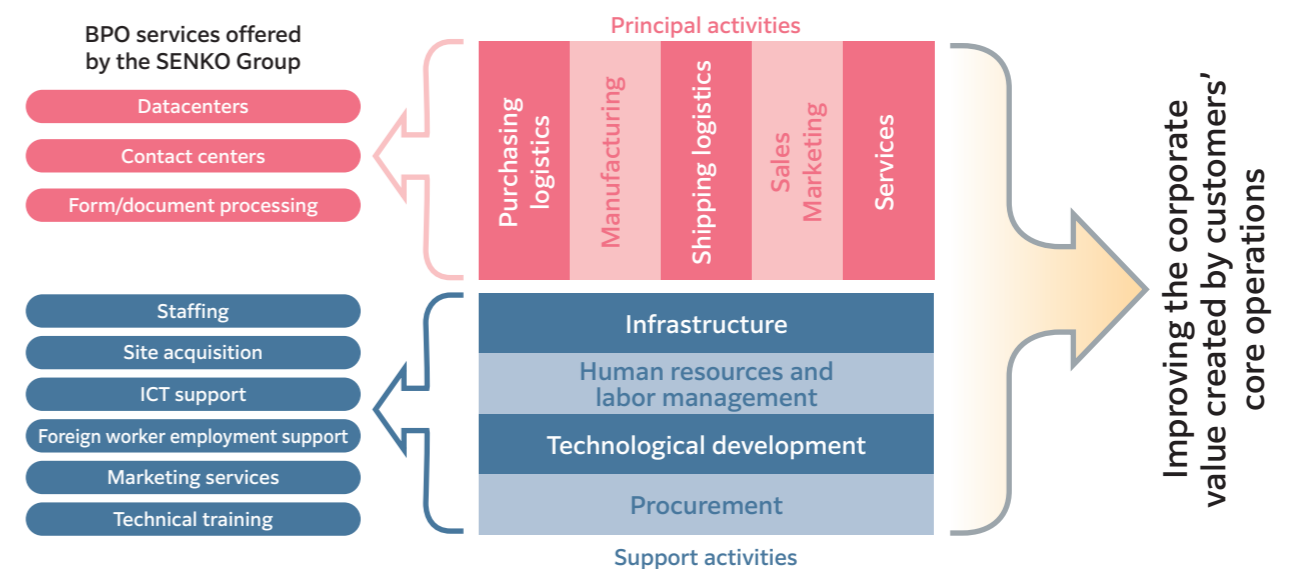 BPO services offered
by the SENKO Group
Datacenters
Contact centers
Form/document processing
Staffing
Site acquisition
ICT support
Foreign worker employment support
Marketing services
Technical training
Principal activities
Purchasing
logistics
Manufacturing
Shipping logistics
Sales
Marketing
Services
Infrastructure
Human resources and
labor management
Technological development
Procurement
Support activities
Improving the corporate
value created by customers’
core operations